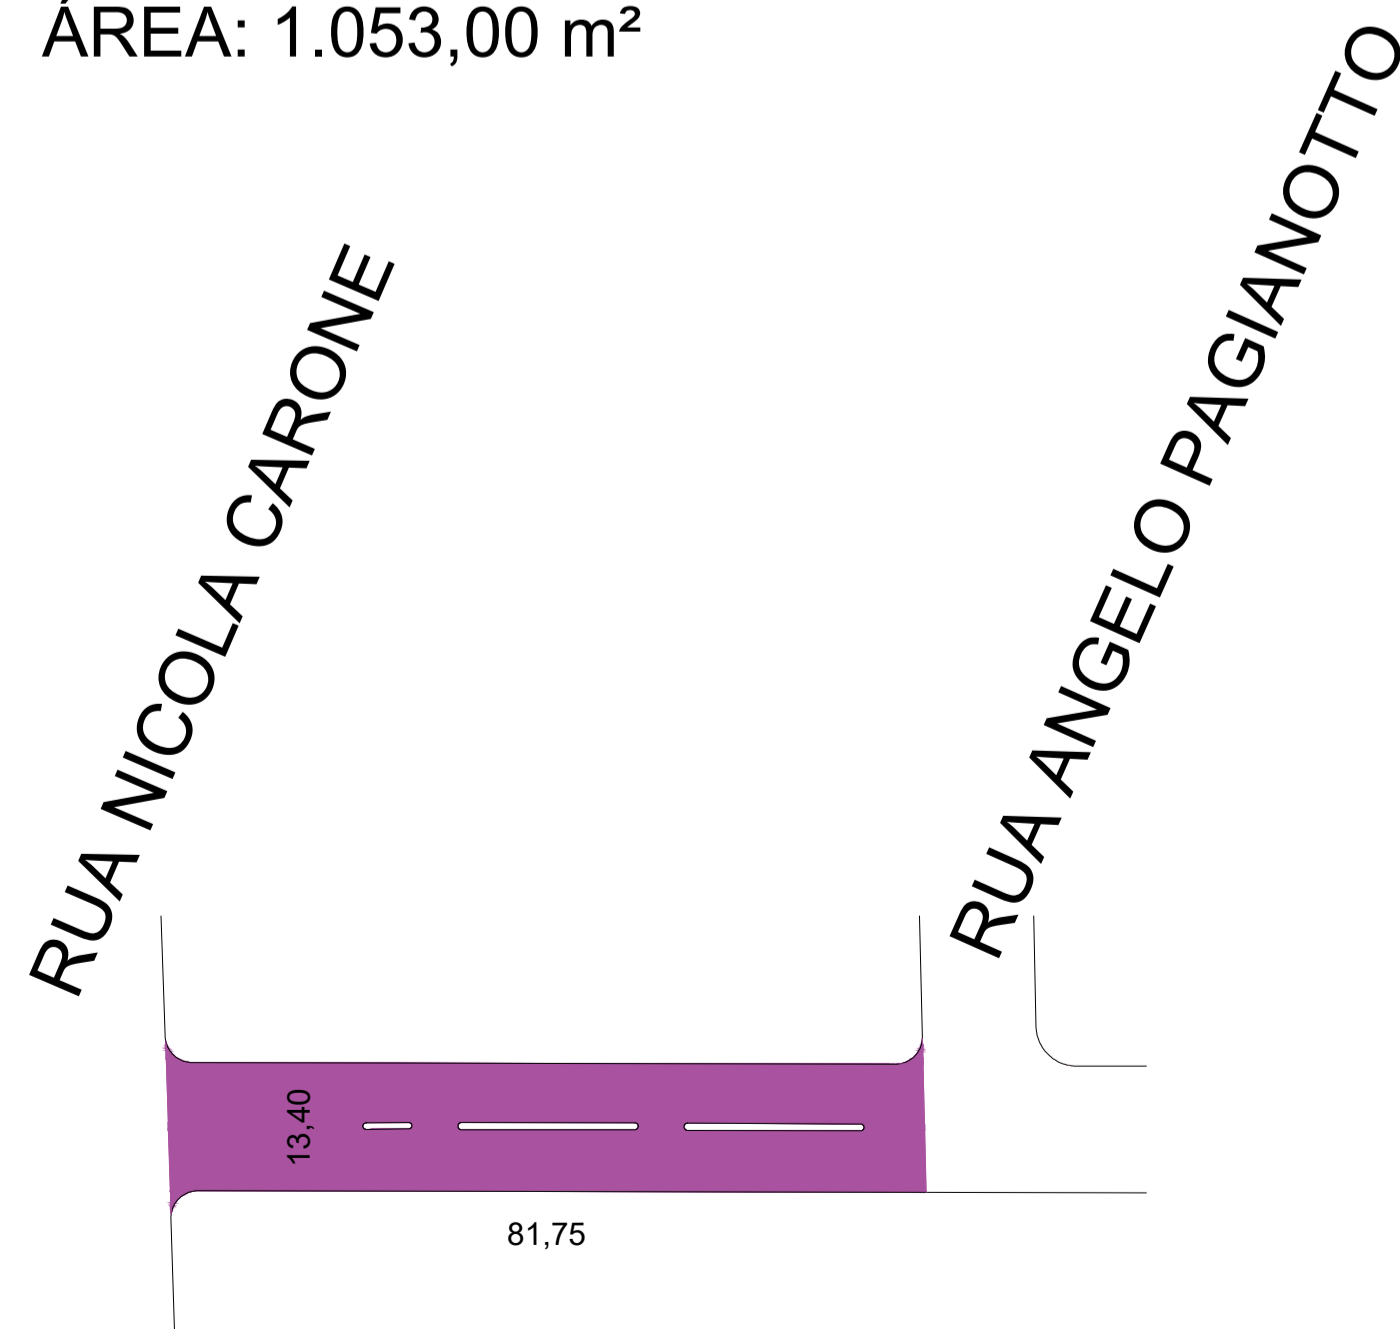 ÁREA: 1.053,00 m²
RUA NICOLA CARONE
RUA ANGELO PAGIANOTTO
13,40
81,75